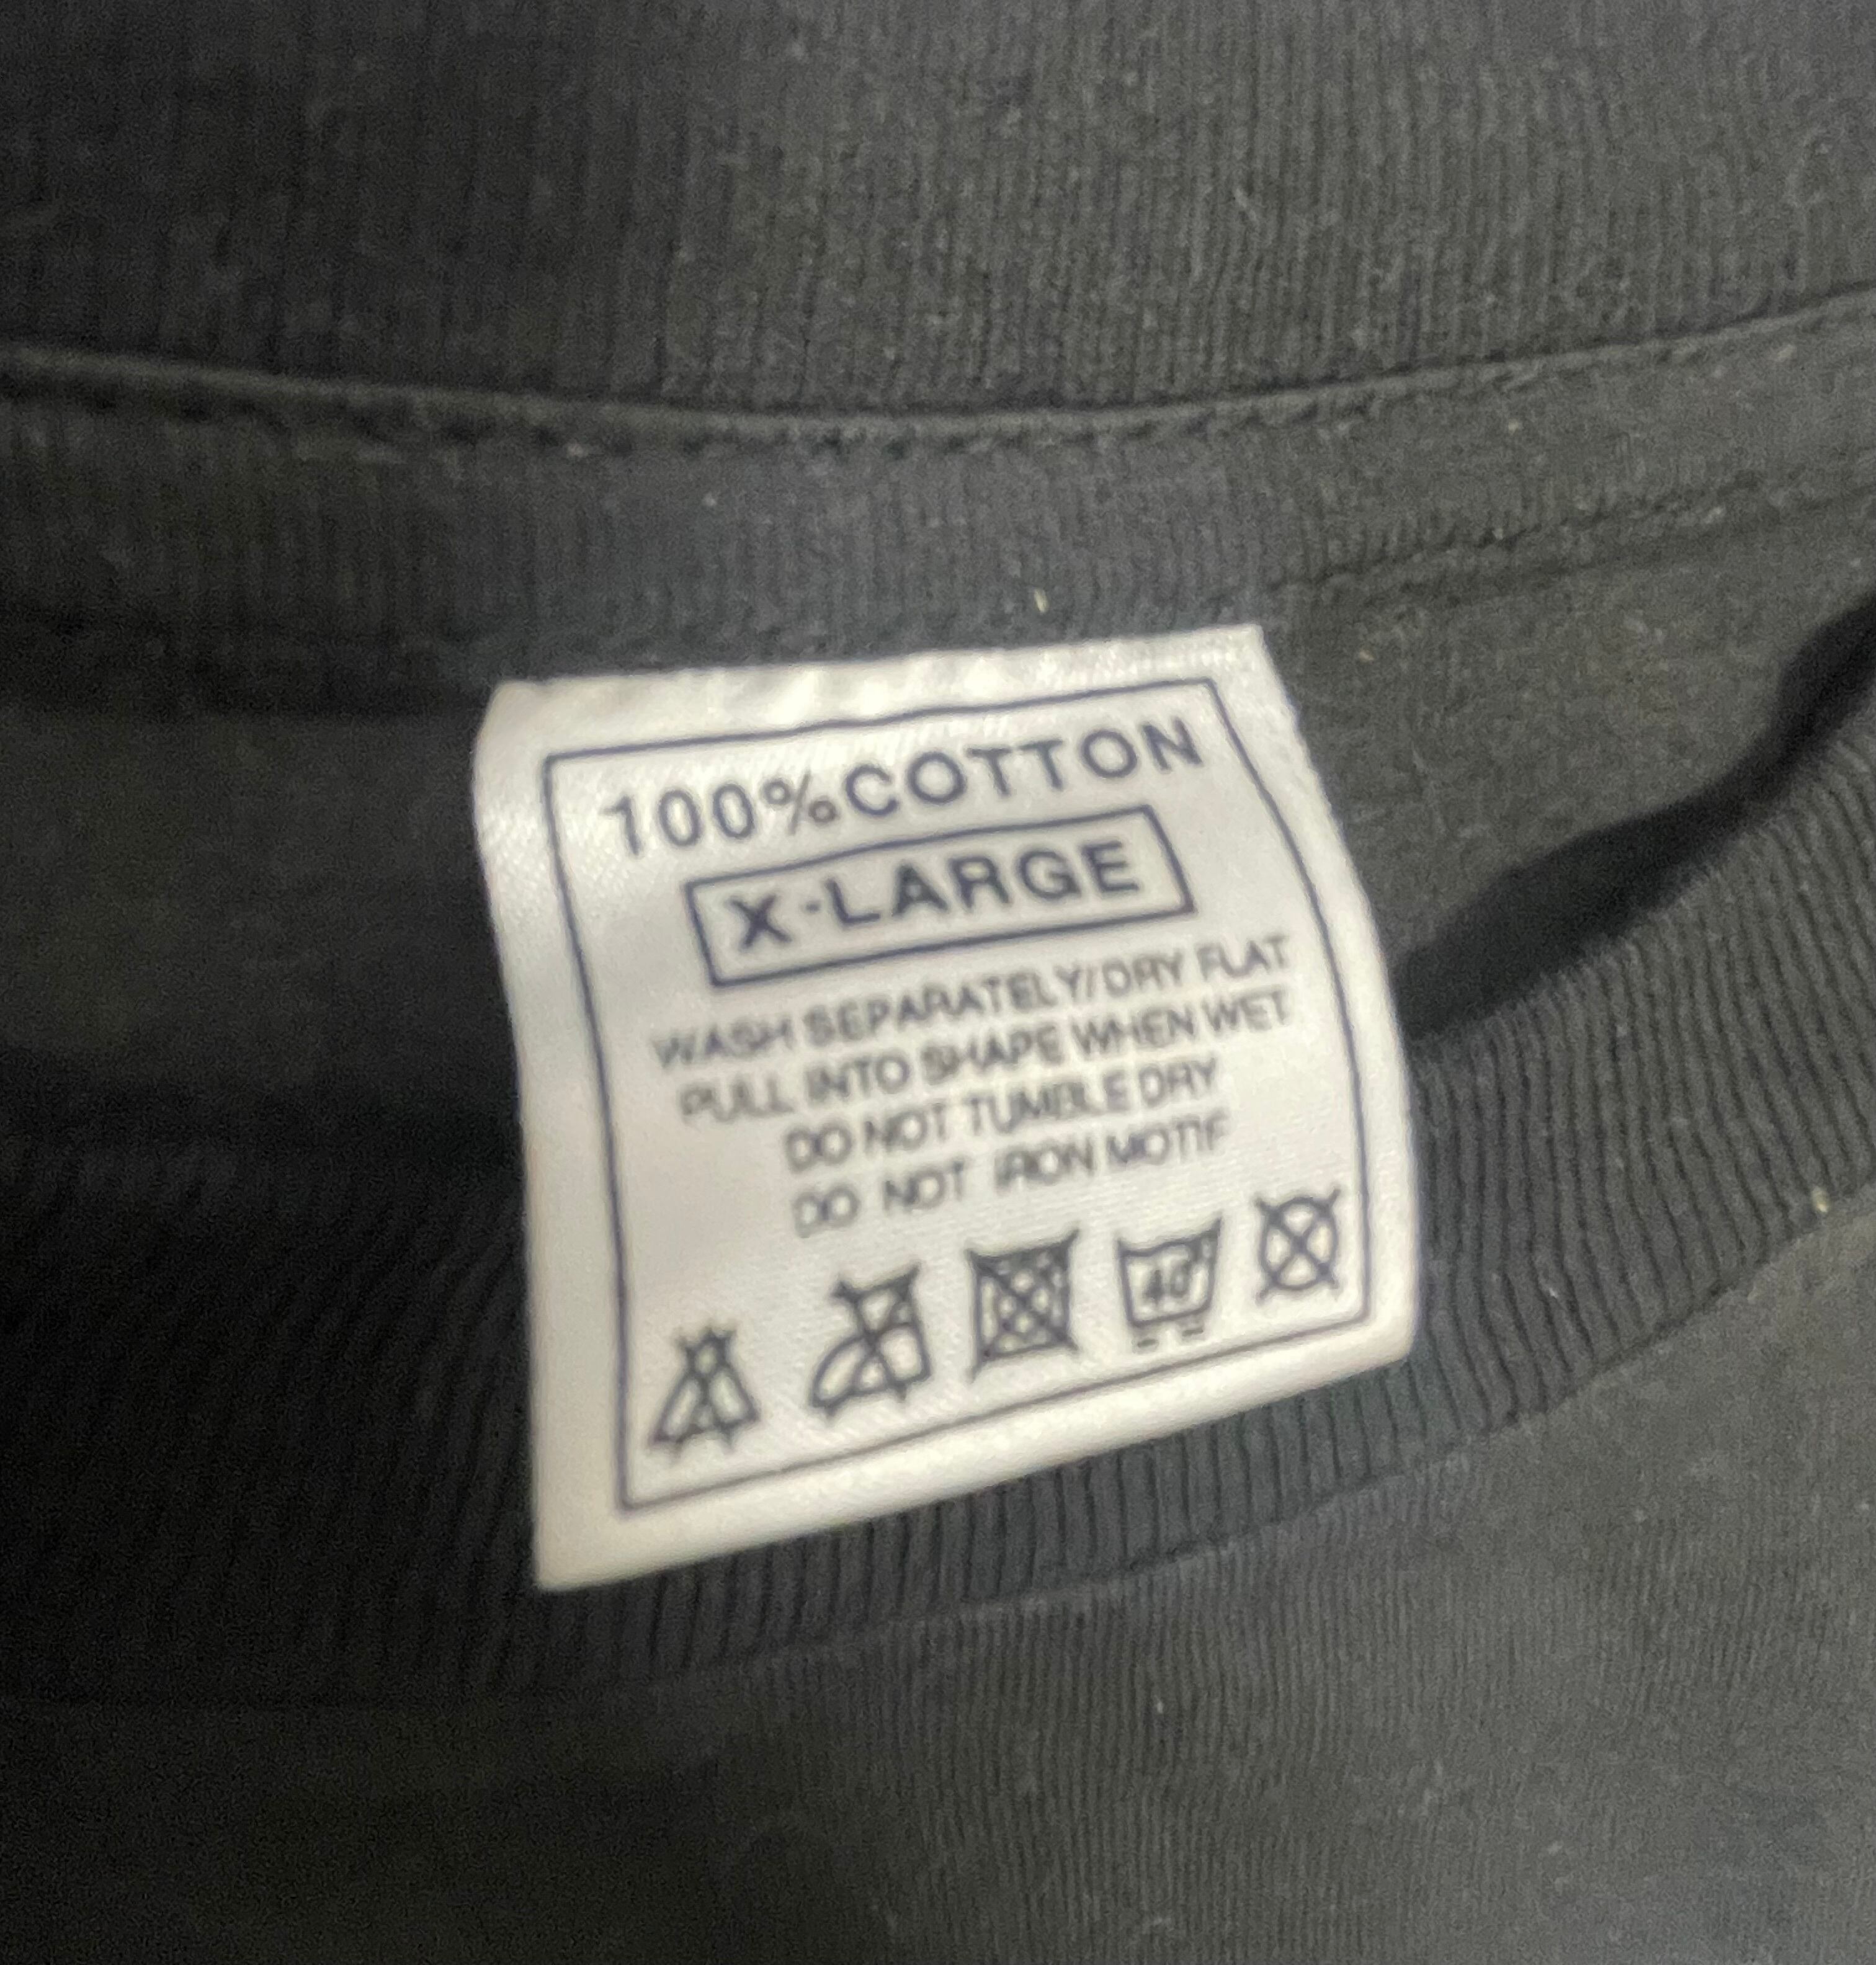 100%COTTON
X-LARGE
WASH SEPARATELY/DRY FLAT
PULL INTO SHAPE WHEN WET
DO NOT TUMBLE DRY
DO NOT IRON MOTIF
40°